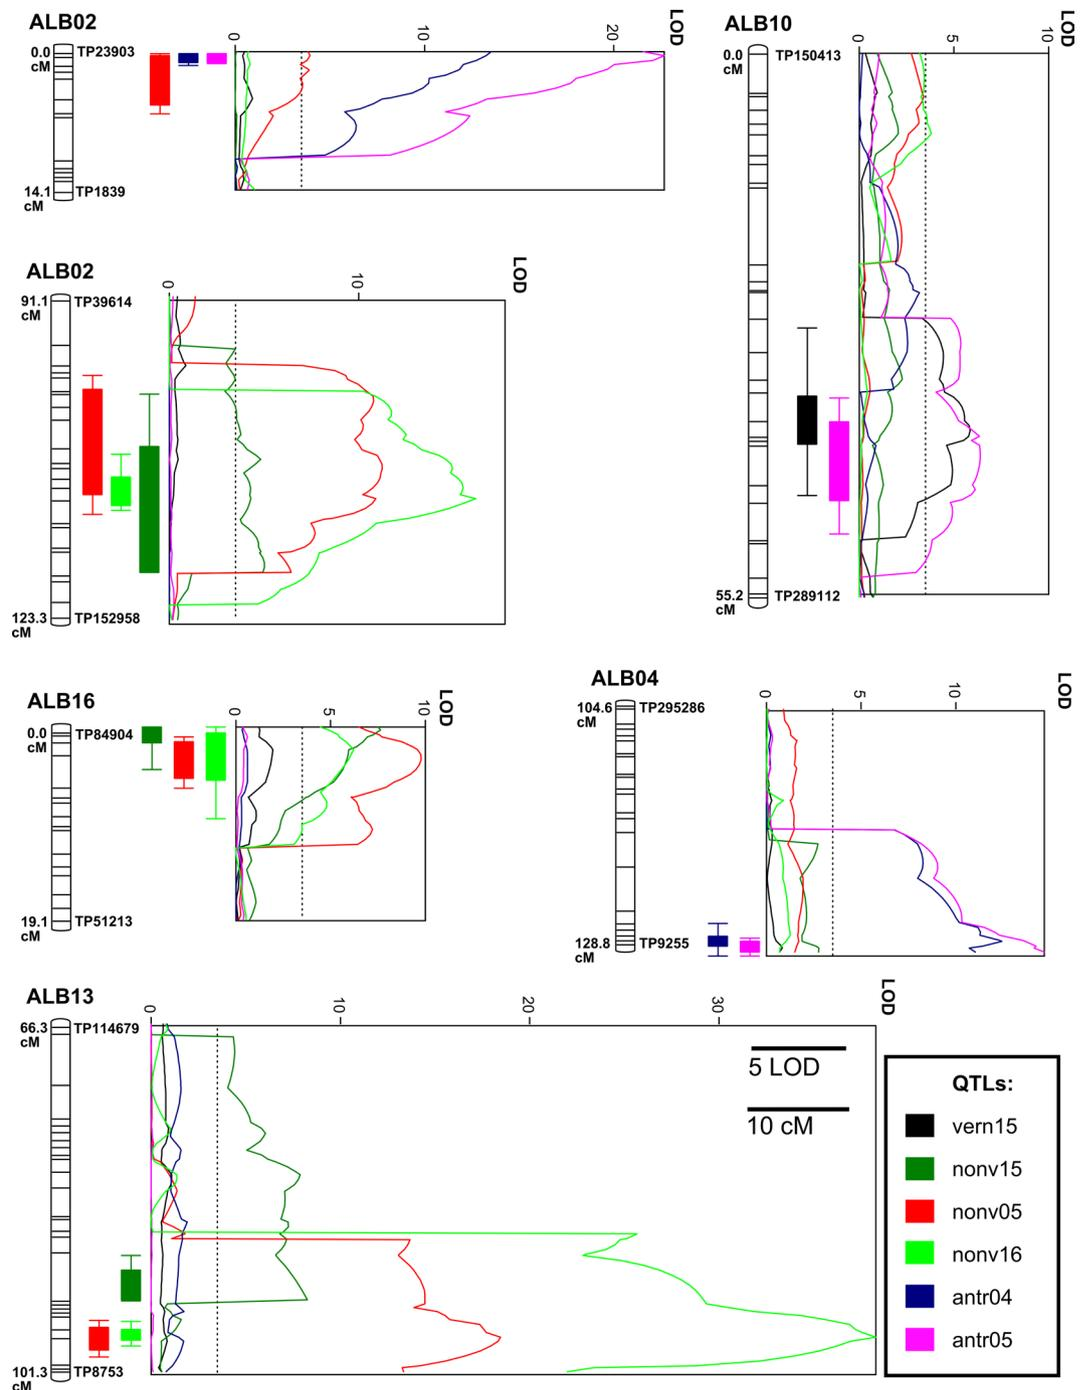 ALB02
0.0
cM
TP23903
14.1
cM
TP1839
0
10
20
LOD
ALB10
0.0
cM
TP150413
55.2
cM
TP289112
0
5
10
LOD
ALB02
91.1
cM
TP39614
123.3
cM
TP152958
0
10
LOD
ALB16
0.0
cM
TP84904
19.1
cM
TP51213
0
5
10
LOD
ALB04
104.6
cM
TP295286
128.8
cM
TP9255
0
5
10
LOD
ALB13
66.3
cM
TP114679
101.3
cM
TP8753
0
10
20
30
LOD
5 LOD
10 cM
QTLs:
vern15
nonv15
nonv05
nonv16
antr04
antr05